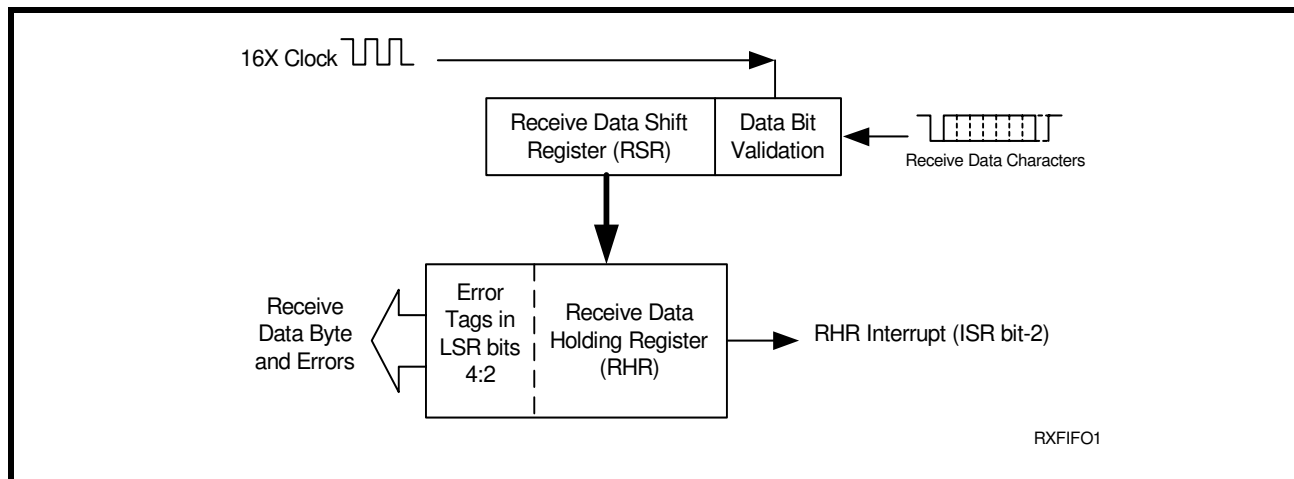 16X Clock
Receive Data Shift
Register (RSR)
Data Bit
Validation
Receive Data Characters
Receive
Data Byte
and Errors
Error
Tags in
LSR bits
4:2
Receive Data
Holding Register
(RHR)
RHR Interrupt (ISR bit-2)
RXFIFO1